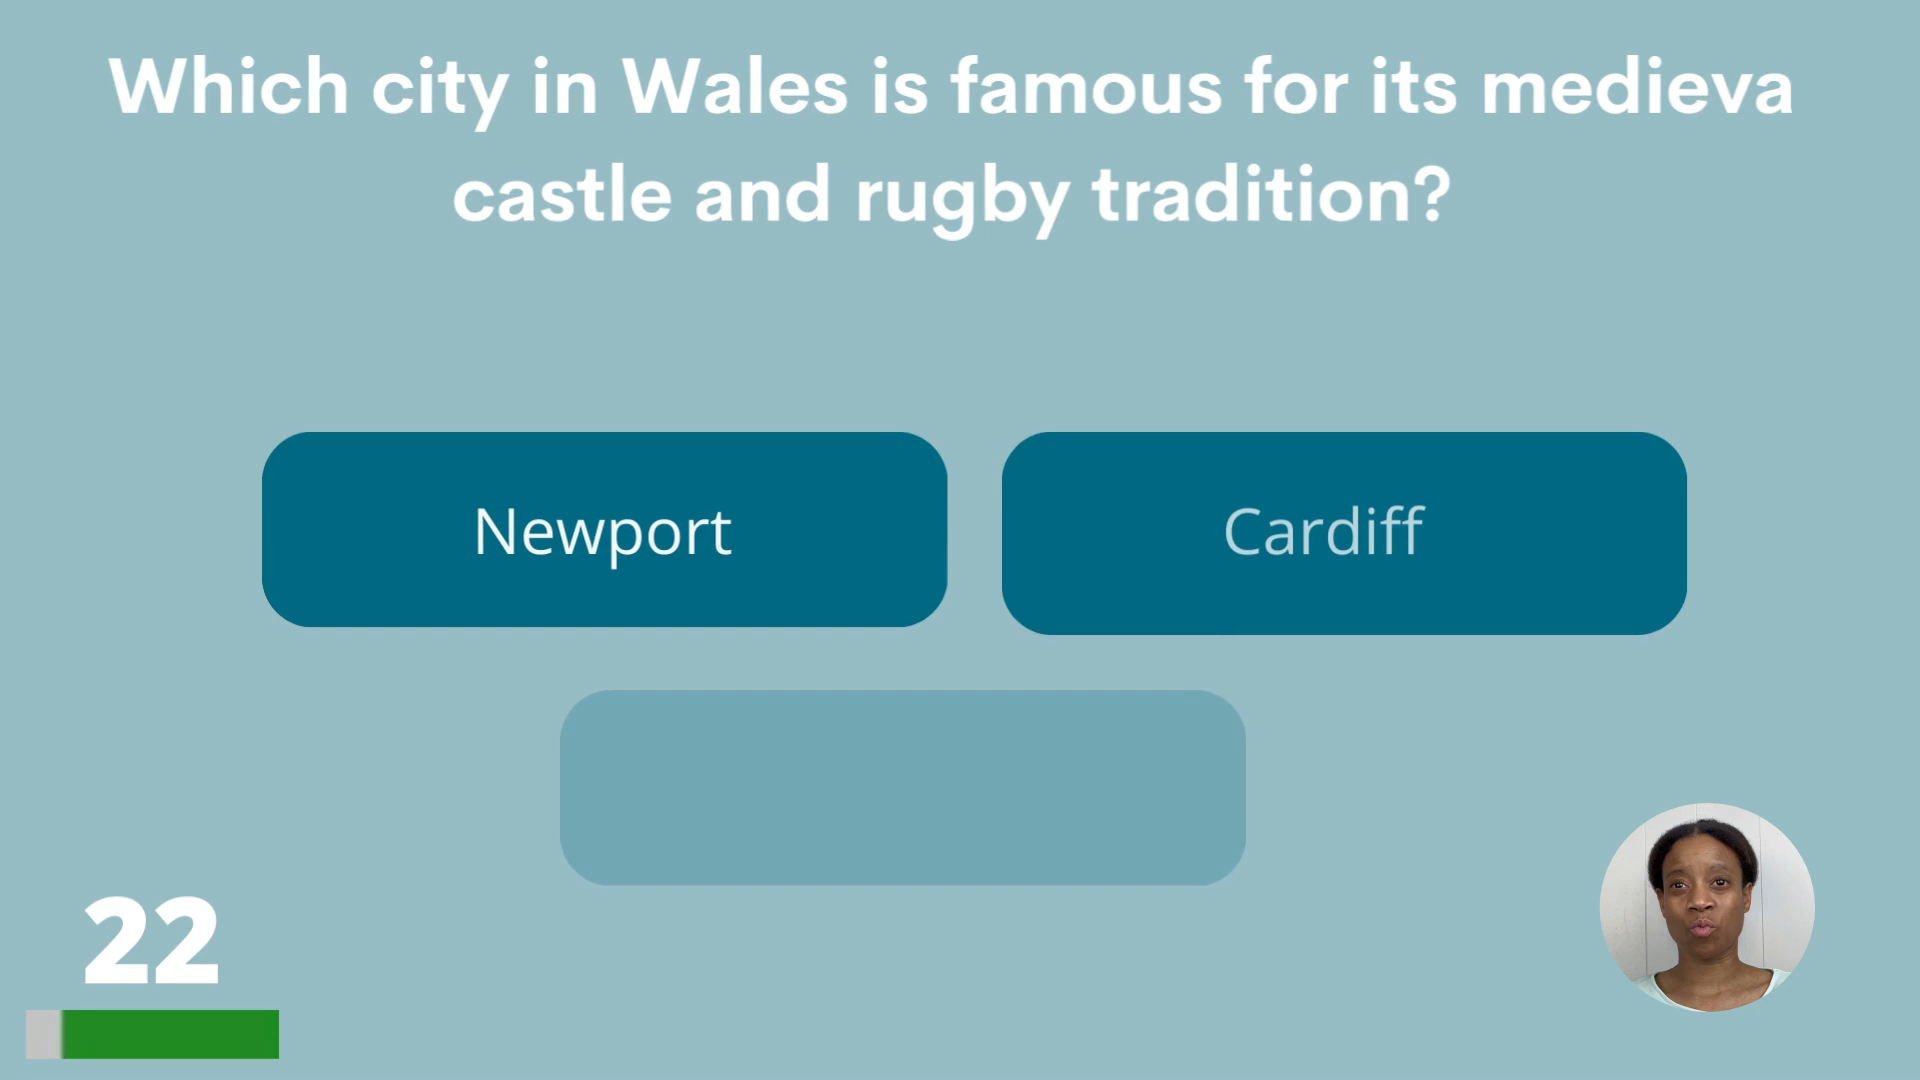 Which city in Wales is famous for its medieva
castle and rugby tradition?
Newport
Cardiff
22